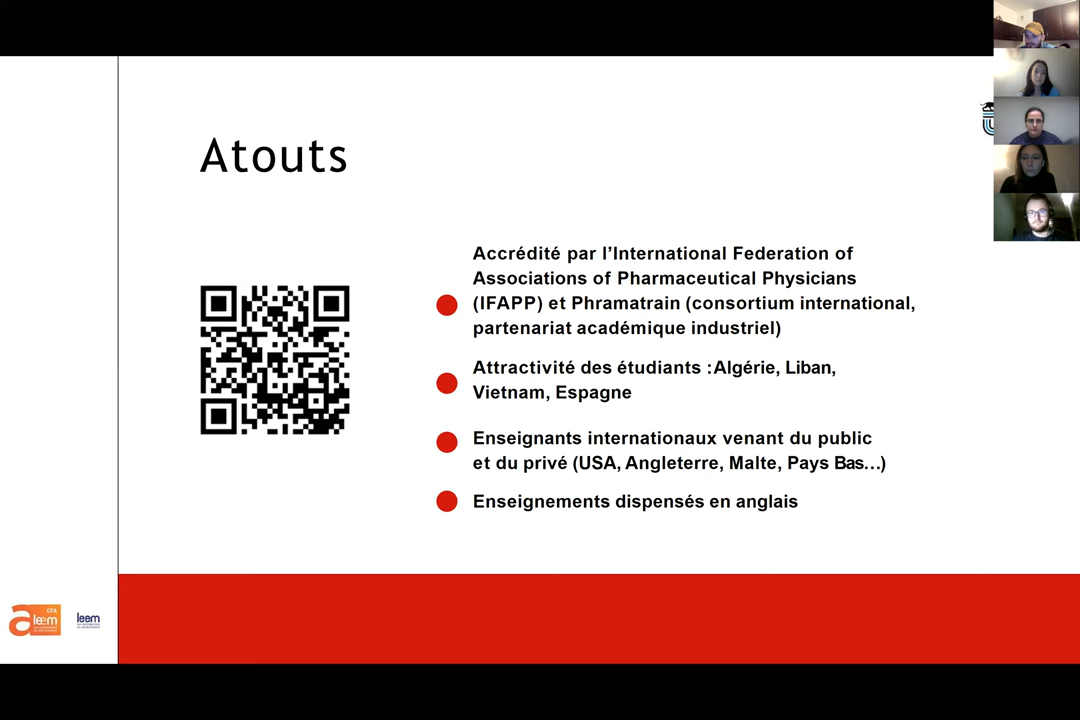 Atouts
Accrédité par l’International Federation of
Associations of Pharmaceutical Physicians
(IFAPP) et Phramatrain (consortium international,
partenariat académique industriel)
Attractivité des étudiants :Algérie, Liban,
Vietnam, Espagne
Enseignants internationaux venant du public
et du privé (USA, Angleterre, Malte, Pays Bas…)
Enseignements dispensés en anglais
CFA
leem
leem